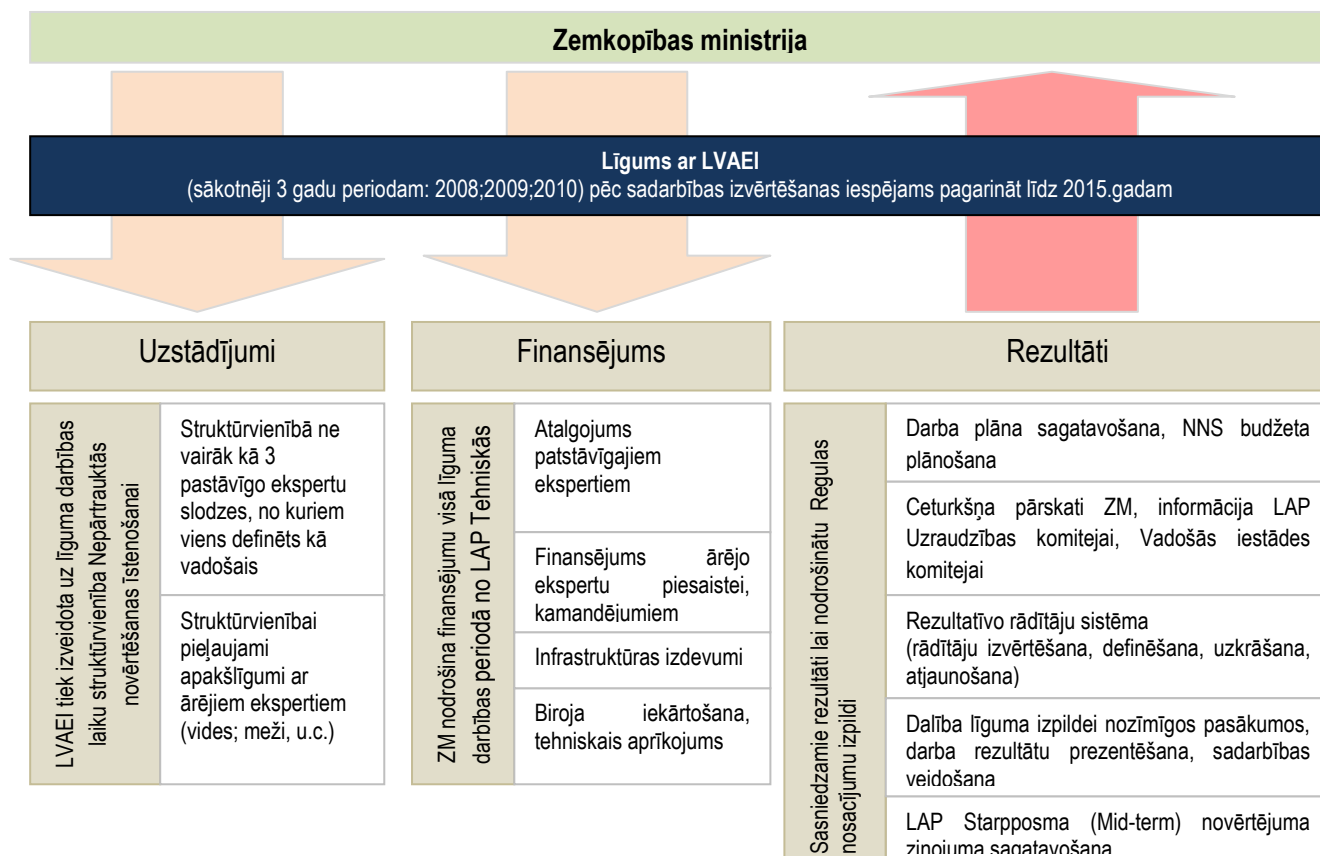 Zemkopības ministrija
Līgums ar LVAEI
(sākotnēji 3 gadu periodam: 2008;2009;2010) pēc sadarbības izvērtēšanas iespējams pagarināt līdz 2015.gadam
Uzstādījumi
LVAEI tiek izveidota uz līguma darbības
laiku struktūrvienība Nepārtrauktās
novērtēšanas īstenošanai
Struktūrvienībā ne
vairāk kā 3
pastāvīgo ekspertu
slodzes, no kuriem
viens definēts kā
vadošais
Struktūrvienībai
pieļaujami
apakšlīgumi ar
ārējiem ekspertiem
(vides; meži, u.c.)
Finansējums
ZM nodrošina finansējumu visā līguma
darbības periodā no LAP Tehniskās
Atalgojums
patstāvīgajiem
ekspertiem
Finansējums ārējo
ekspertu piesaistei,
kamandējumiem
Infrastruktūras izdevumi
Biroja iekārtošana,
tehniskais aprīkojums
Rezultāti
Sasniedzamie rezultāti lai nodrošinātu Regulas
nosacījumu izpildi
Darba plāna sagatavošana, NNS budžeta
plānošana
Ceturkšņa pārskati ZM, informācija LAP
Uzraudzības komitejai, Vadošās iestādes
komitejai
Rezultatīvo rādītāju sistēma
(rādītāju izvērtēšana, definēšana, uzkrāšana,
atjaunošana)
Dalība līguma izpildei nozīmīgos pasākumos,
darba rezultātu prezentēšana, sadarbības
veidošana
LAP Starpposma (Mid-term) novērtējuma
ziņojuma sagatavošana